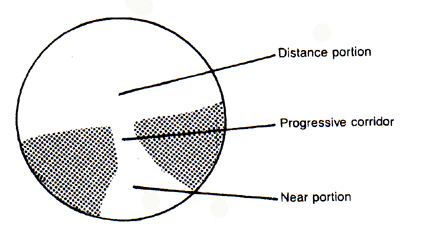 Distance portion
Progressive corridor
Near portion